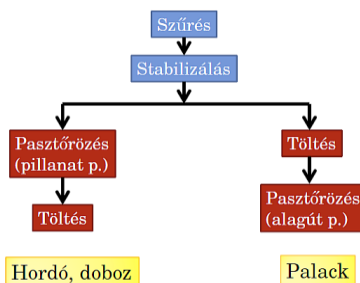 Szűrés
Stabilizálás
Pasztőrözés
(pillanat p.)
Töltés
Hordó, doboz
Töltés
Pasztőrözés
(alagút p.)
Palack